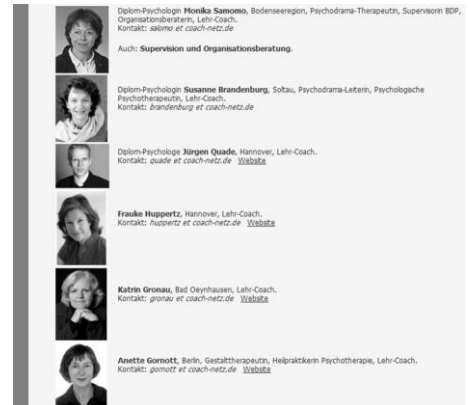 Diplom-Psychologin Monika Samomo, Bodenseeregion, Psychodrama-Therapeutin, Supervisorin BDP,
Organisationsberaterin, Lehr-Coach.
Kontakt: salomo et coach-netz.de
Auch: Supervision und Organisationsberatung.
Diplom-Psychologin Susanne Brandenburg, Soltau, Psychodrama-Leiterin, Psychologische
Psychotherapeutin, Lehr-Coach.
Kontakt: brandenburg et coach-netz.de
Diplom-Psychologe Jürgen Quade, Hannover, Lehr-Coach.
Kontakt: quade et coach-netz.de Website
Frauke Huppertz, Hannover, Lehr-Coach.
Kontakt: huppertz et coach-netz.de Website
Katrin Gronau, Bad Oeynhausen, Lehr-Coach.
Kontakt: gronau et coach-netz.de Website
Anette Gornott, Berlin, Gestalttherapeutin, Heilpraktikerin Psychotherapie, Lehr-Coach.
Kontakt: gornott et coach-netz.de Website